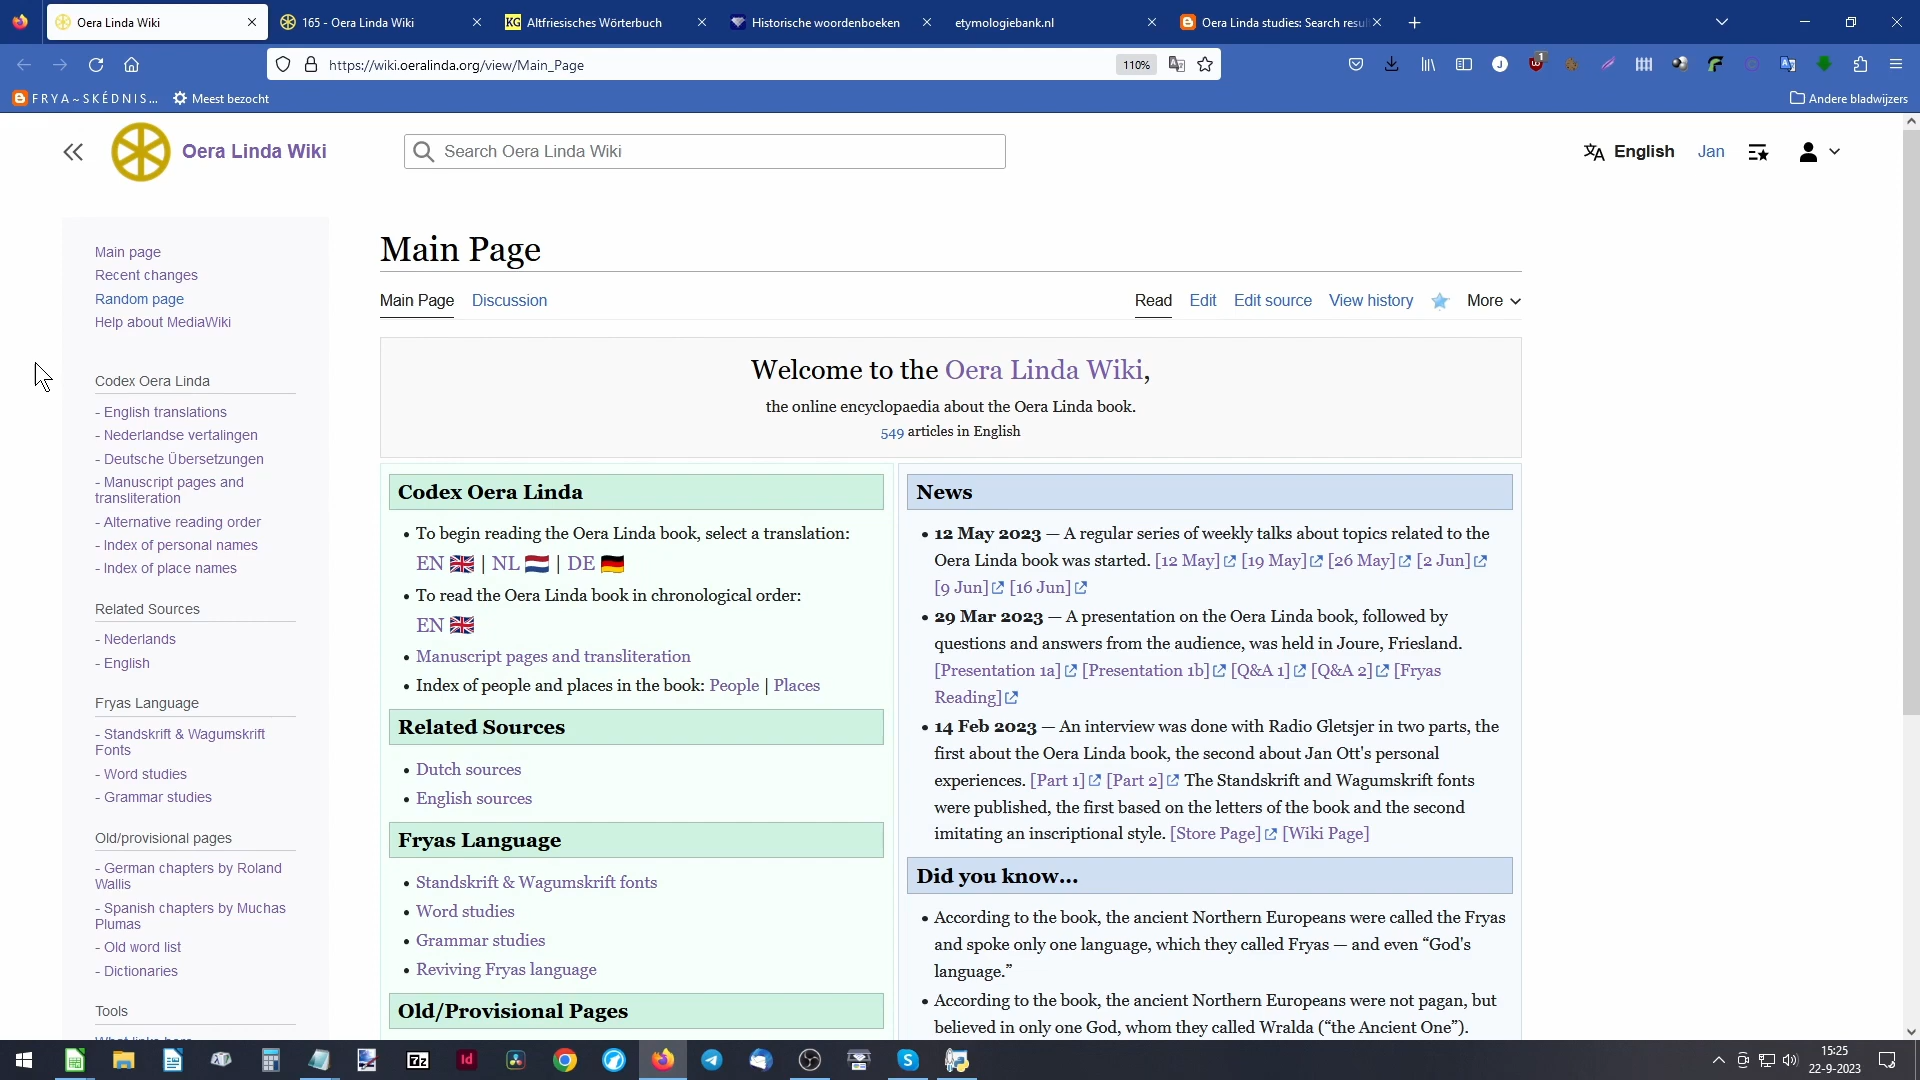 Oera Linda Wiki
165 - Oera Linda Wiki
KG Altfriesisches Wörterbuch
Historische woordenboeken
etymologiebank.nl
Oera Linda studies: Search resul
https://wiki.oeralinda.org/view/Main_Page
110%
F R Y A ~ S K É D N I S ...
Meest bezocht
Andere bladwijzers
Oera Linda Wiki
Search Oera Linda Wiki
English
Jan
Main page
Recent changes
Random page
Help about MediaWiki
Codex Oera Linda
- English translations
- Nederlandse vertalingen
- Deutsche Übersetzungen
- Manuscript pages and
transliteration
- Alternative reading order
- Index of personal names
- Index of place names
Related Sources
- Nederlands
- English
Fryas Language
- Standskrift & Wagumskrift
Fonts
- Word studies
- Grammar studies
Old/provisional pages
- German chapters by Roland
Wallis
- Spanish chapters by Muchas
Plumas
- Old word list
- Dictionaries
Tools
Main Page
Main Page
Discussion
Read
Edit
Edit source
View history
More
Welcome to the Oera Linda Wiki,
the online encyclopaedia about the Oera Linda book.
549 articles in English
Codex Oera Linda
• To begin reading the Oera Linda book, select a translation:
EN | NL | DE
• To read the Oera Linda book in chronological order:
EN
• Manuscript pages and transliteration
• Index of people and places in the book: People | Places
Related Sources
• Dutch sources
• English sources
Fryas Language
• Standskrift & Wagumskrift fonts
• Word studies
• Grammar studies
• Reviving Fryas language
Old/Provisional Pages
News
• 12 May 2023 — A regular series of weekly talks about topics related to the
Oera Linda book was started. [12 May] [19 May] [26 May] [2 Jun]
[9 Jun] [16 Jun]
• 29 Mar 2023 — A presentation on the Oera Linda book, followed by
questions and answers from the audience, was held in Joure, Friesland.
[Presentation 1a] [Presentation 1b] [Q&A 1] [Q&A 2] [Fryas
Reading]
• 14 Feb 2023 — An interview was done with Radio Gletsjer in two parts, the
first about the Oera Linda book, the second about Jan Ott's personal
experiences. [Part 1] [Part 2] The Standskrift and Wagumskrift fonts
were published, the first based on the letters of the book and the second
imitating an inscriptional style. [Store Page] [Wiki Page]
Did you know...
• According to the book, the ancient Northern Europeans were called the Fryas
and spoke only one language, which they called Fryas — and even “God's
language.”
• According to the book, the ancient Northern Europeans were not pagan, but
believed in only one God, whom they called Wralda (“the Ancient One”).
15:25
22-9-2023